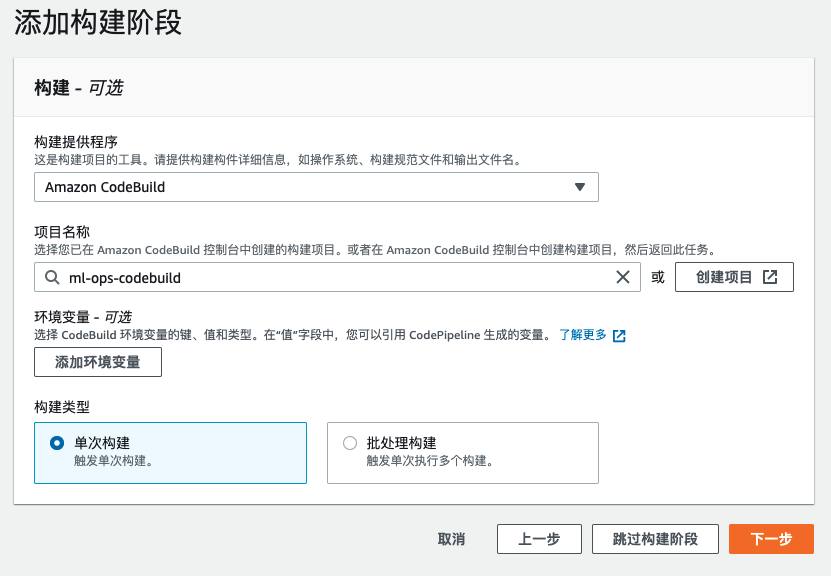 添加构建阶段
构建 - 可选
构建提供程序
这是构建项目的工具。请提供构建构件详细信息，如操作系统、构建规范文件和输出文件名。
Amazon CodeBuild
项目名称
选择您已在 Amazon CodeBuild 控制台中创建的构建项目。或者在 Amazon CodeBuild 控制台中创建构建项目，然后返回此任务。
ml-ops-codebuild 或 创建项目
环境变量 - 可选
选择 CodeBuild 环境变量的键、值和类型。在“值”字段中，您可以引用 CodePipeline 生成的变量。 了解更多
添加环境变量
构建类型
单次构建 批处理构建
触发单次构建。 触发单次执行多个构建。
取消 上一步 跳过构建阶段 下一步